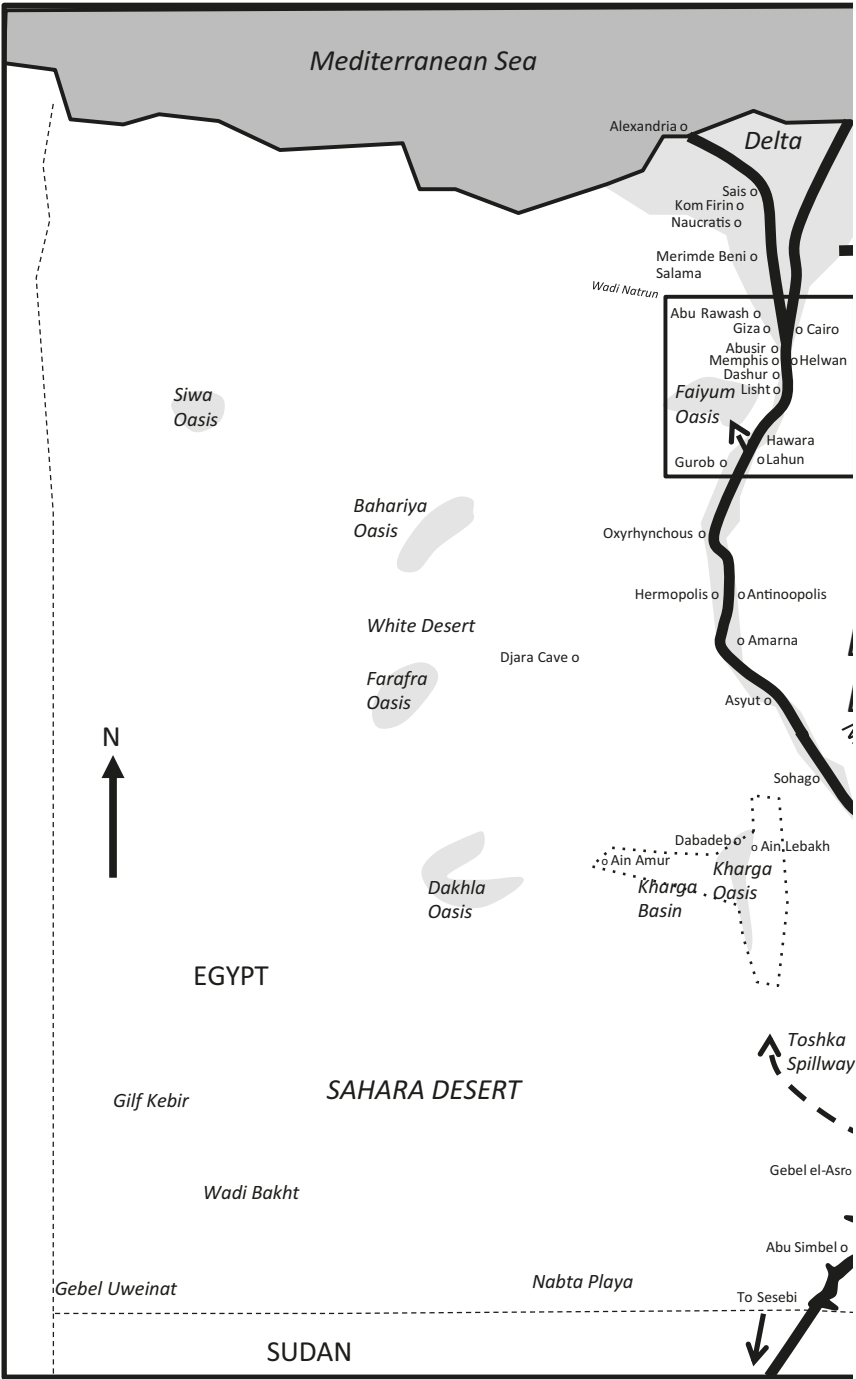 Mediterranean Sea
Alexandria o
Delta
Sais o
Kom Firin o
Naucratis o
Merimde Beni o
Salama
Wadi Natrun
Abu Rawash o
Giza o
o Cairo
Abusir o
Memphis o
o Helwan
Dashur o
Lisht o
Siwa
Oasis
Faiyum
Oasis
Hawara
Gurob o
o Lahun
Bahariya
Oasis
Oxyrhynchous o
Hermopolis o
o Antinoopolis
White Desert
o Amarna
Djara Cave o
Farafra
Oasis
Asyut o
N
Sohago
Dabadeb o
o Ain Lebakh
o Ain Amur
Kharga
Oasis
Kharga
Basin
Dakhla
Oasis
EGYPT
Toshka
Spillway
SAHARA DESERT
Gilf Kebir
Gebel el-Asr o
Wadi Bakht
Abu Simbel o
Nabta Playa
Gebel Uweinat
To Sesebi
SUDAN